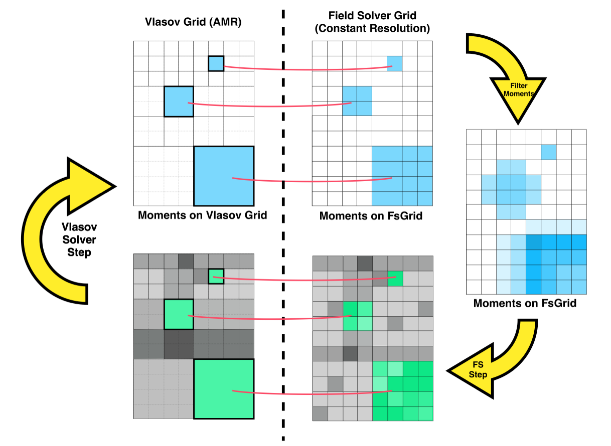 Vlasov Grid (AMR)
Field Solver Grid
(Constant Resolution)
Filter
Moments
Moments on Vlasov Grid
Moments on FsGrid
Vlasov
Solver
Step
Moments on FsGrid
FS
Step